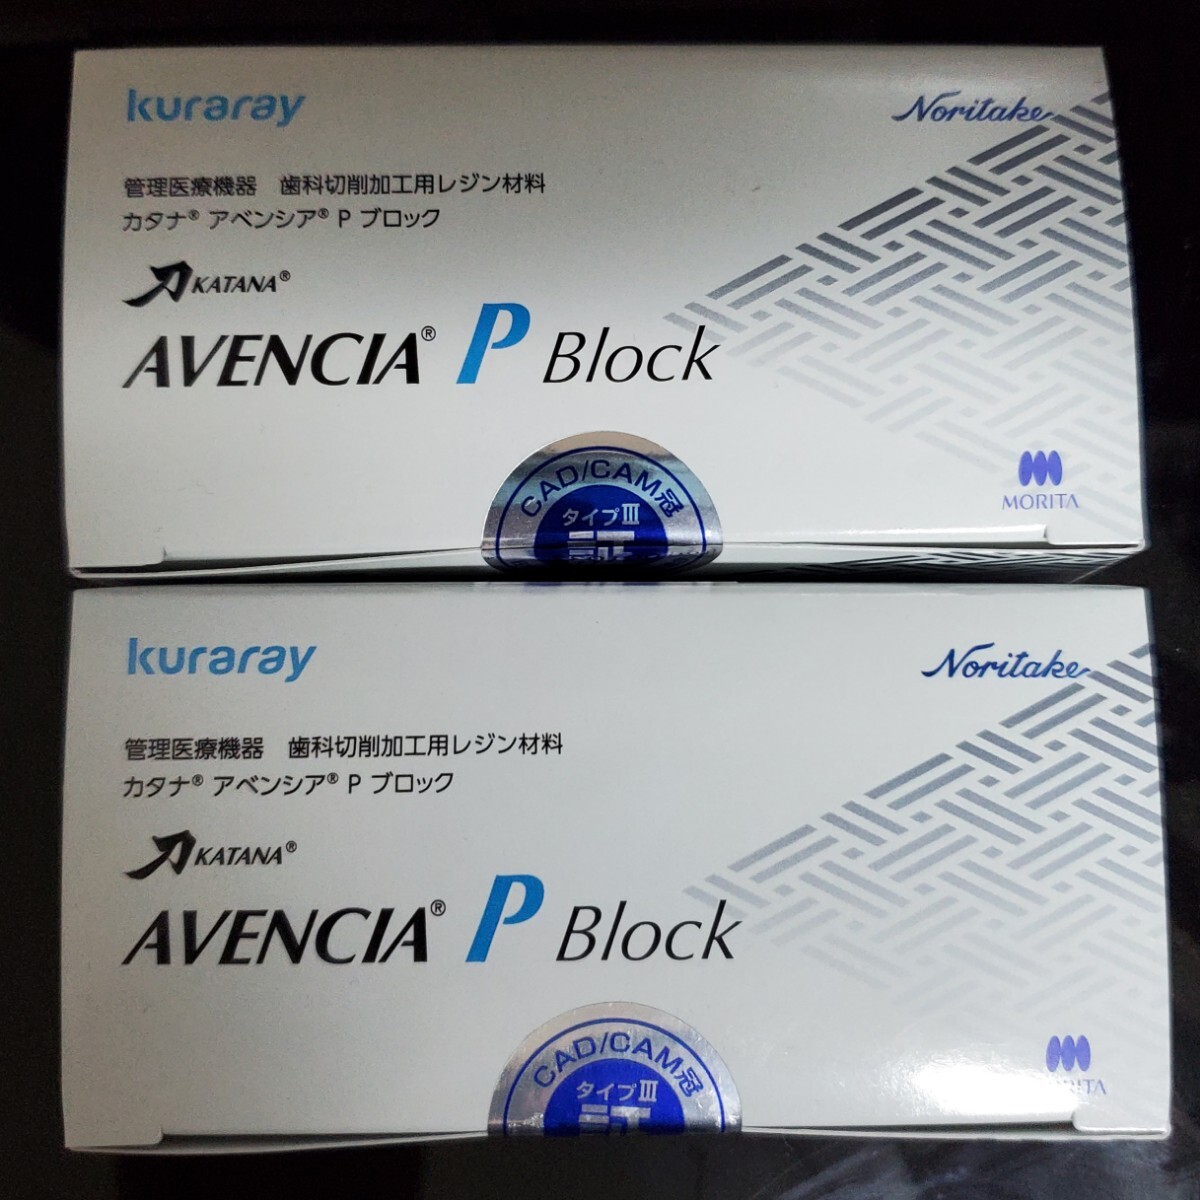 kuraray
Noritake
管理医療機器 歯科切削加工用レジン材料
カタナ® アベンシア® P ブロック
KATANA®
AVENCIA® P Block
CAD/CAM冠
タイプIII
MORITA
kuraray
Noritake
管理医療機器 歯科切削加工用レジン材料
カタナ® アベンシア® P ブロック
KATANA®
AVENCIA® P Block
CAD/CAM冠
タイプIII
MORITA